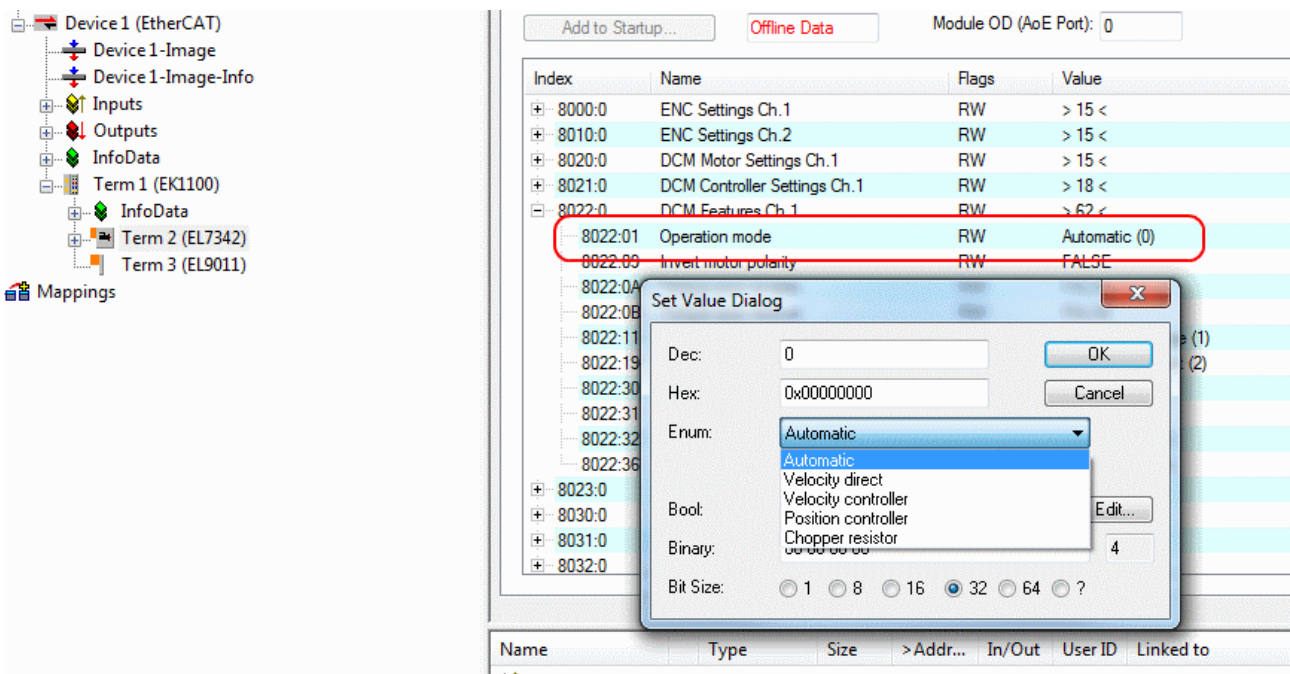 Device 1 (EtherCAT)
Device 1-Image
Device 1-Image-Info
Inputs
Outputs
InfoData
Term 1 (EK1100)
InfoData
Term 2 (EL7342)
Term 3 (EL9011)
Mappings
Add to Startup... Offline Data Module OD (AoE Port): 0
Index Name Flags Value
8000:0 ENC Settings Ch.1 RW > 15 <
8010:0 ENC Settings Ch.2 RW > 15 <
8020:0 DCM Motor Settings Ch.1 RW > 15 <
8021:0 DCM Controller Settings Ch.1 RW > 18 <
8022:0 DCM Features Ch.1 RW > 62 <
8022:01 Operation mode RW Automatic (0)
8022:09 Invert motor polarity RW FALSE
8022:0A
8022:0B
8022:11 (1)
8022:19 (2)
8022:30
8022:31
8022:32
8022:36
8023:0
8030:0
8031:0
8032:0
Set Value Dialog
Dec: 0 OK
Hex: 0x00000000 Cancel
Enum: Automatic
Automatic
Velocity direct
Velocity controller
Position controller
Chopper resistor
Bool: Edit...
Binary: 00 00 00 00 4
Bit Size: 1 8 16 32 64 ?
Name Type Size >Addr... In/Out User ID Linked to